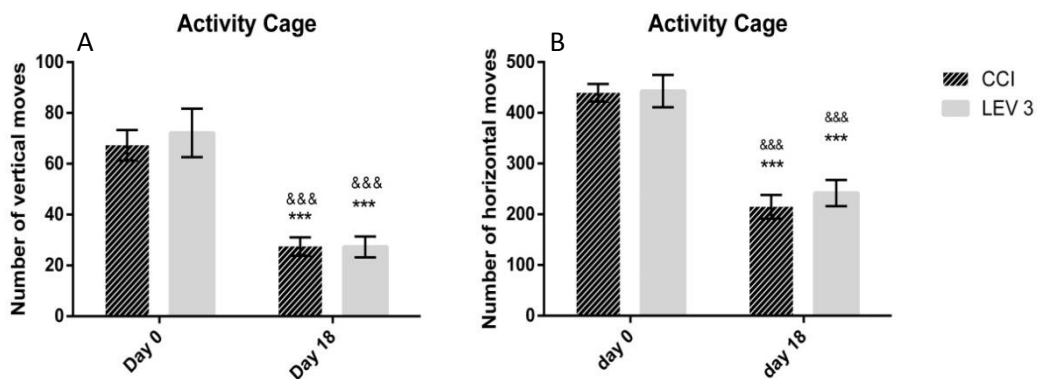 A
Activity Cage
Number of vertical moves
100
80
60
40
20
0
&&&
***
&&&
***
Day 0
Day 18
B
Activity Cage
Number of horizontal moves
500
400
300
200
100
0
&&&
***
&&&
***
day 0
day 18
CCI
LEV 3